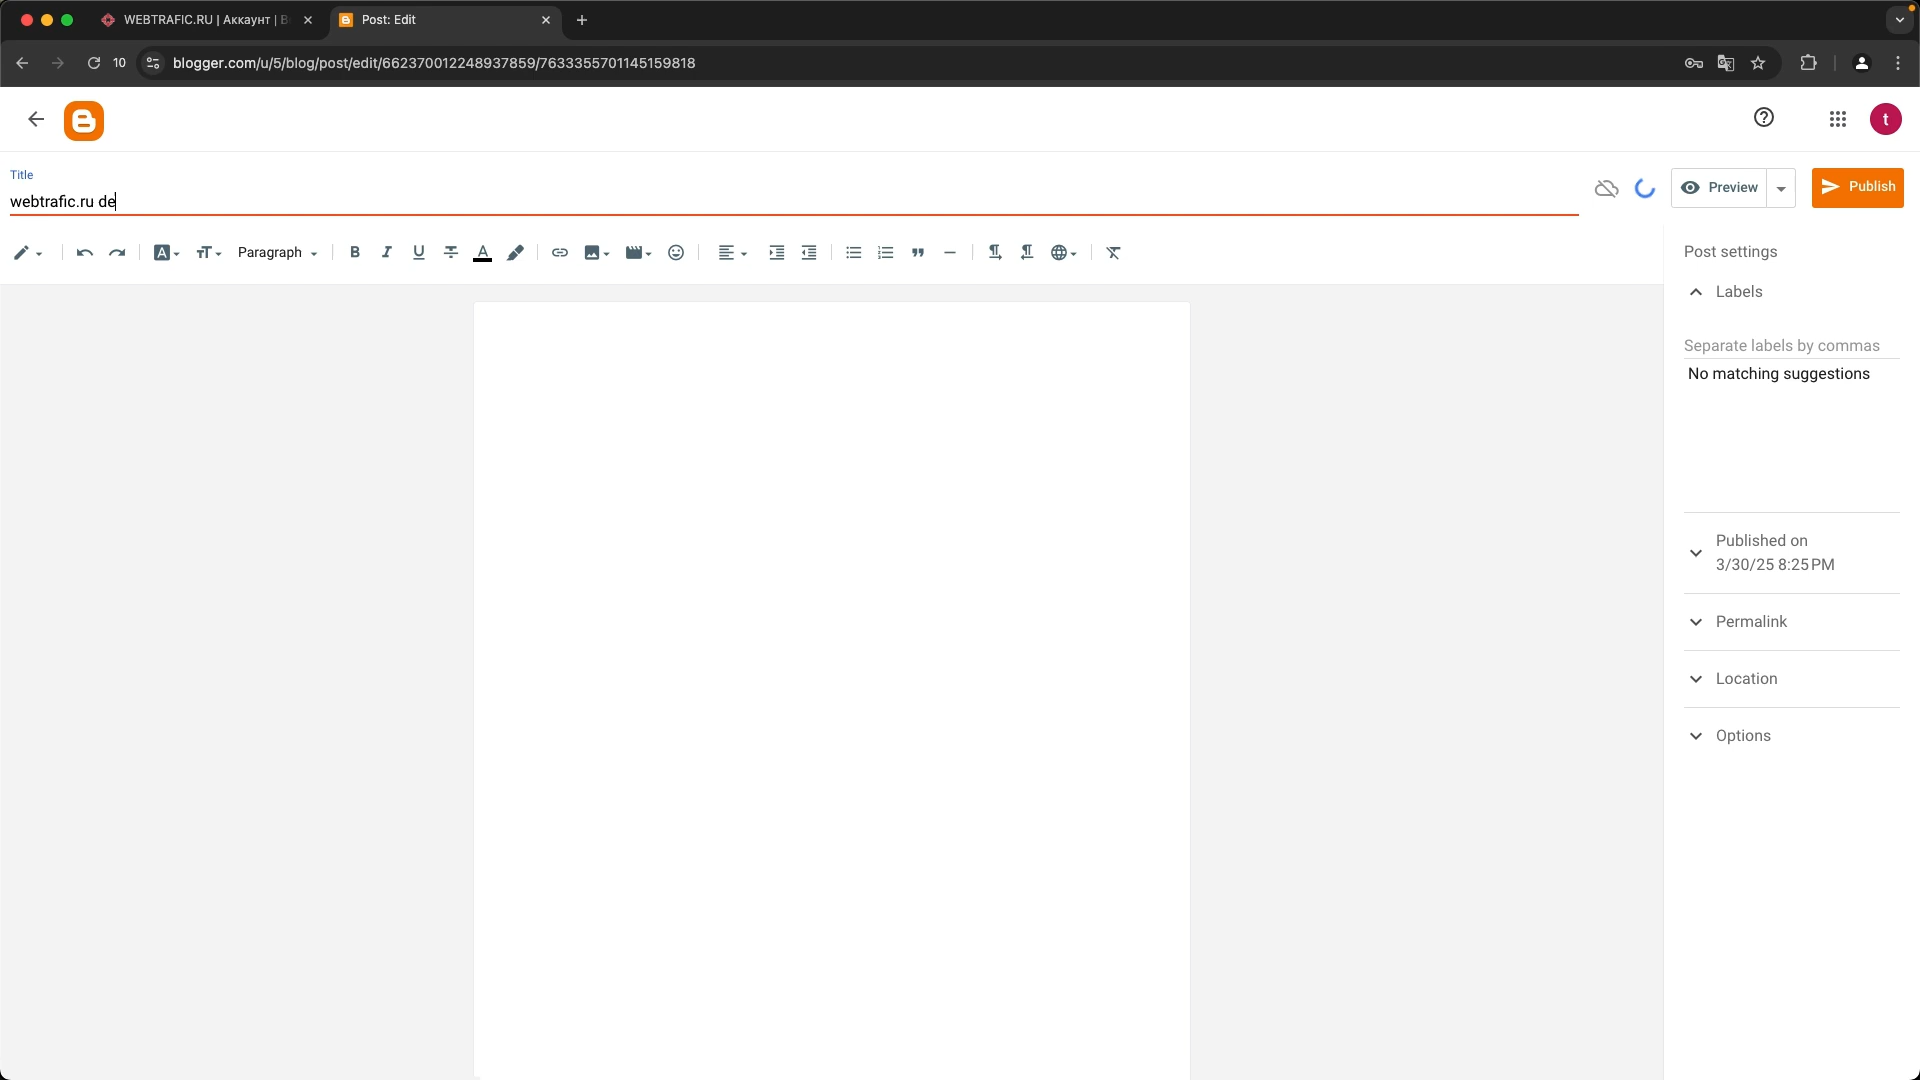 WEBTRAFIC.RU | Аккаунт | В
Post: Edit
10
blogger.com/u/5/blog/post/edit/662370012248937859/7633355701145159818
t
Title
webtrafic.ru de
Preview
Publish
Paragraph
Post settings
Labels
Separate labels by commas
No matching suggestions
Published on
3/30/25 8:25 PM
Permalink
Location
Options